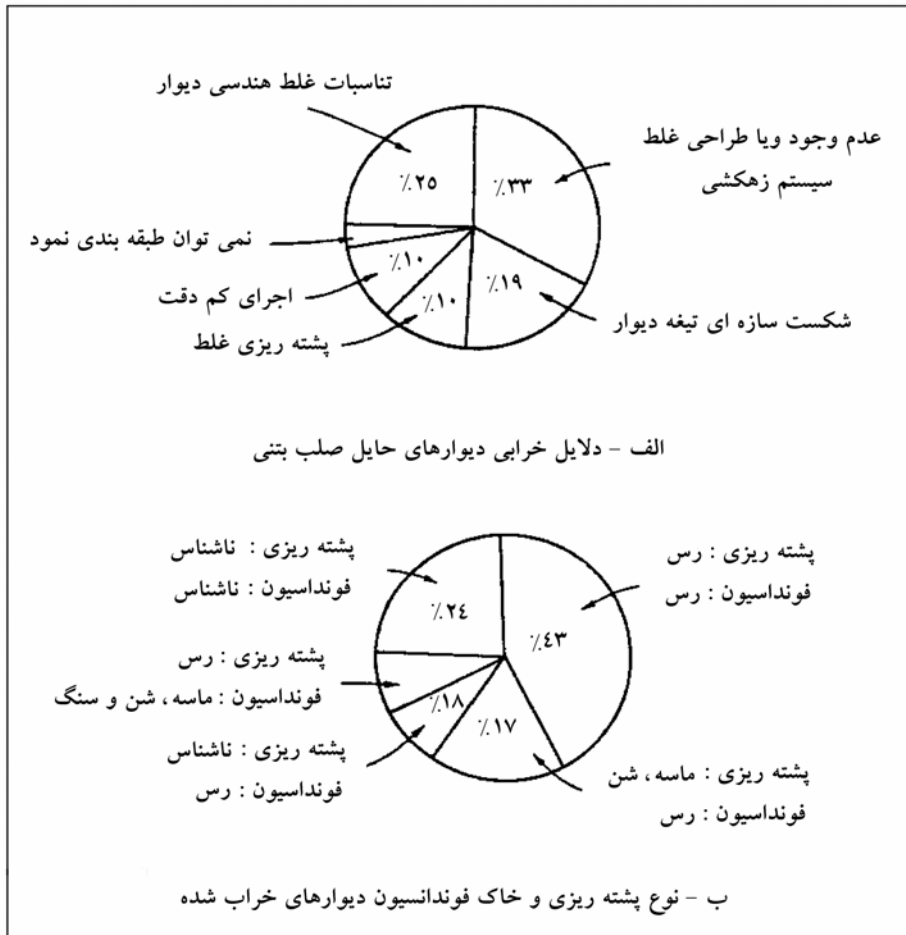 تناسبات غلط هندسی دیوار
عدم وجود ویا طراحی غلط
سیستم زهکشی
٪۳۳
٪۲٥
نمی توان طبقه بندی نمود
٪۱۰
اجرای کم دقت
٪۱۰
پشته ریزی غلط
٪۱۹
شکست سازه ای تیغه دیوار
الف - دلایل خرابی دیوارهای حایل صلب بتنی
پشته ریزی : رس
فونداسیون : رس
٪٤۳
پشته ریزی : ناشناس
فونداسیون : ناشناس
٪۲٤
پشته ریزی : رس
فونداسیون : ماسه، شن و سنگ
٪۱۸
پشته ریزی : ناشناس
فونداسیون : رس
٪۱۷
پشته ریزی : ماسه، شن
فونداسیون : رس
ب - نوع پشته ریزی و خاک فوندانسیون دیوارهای خراب شده